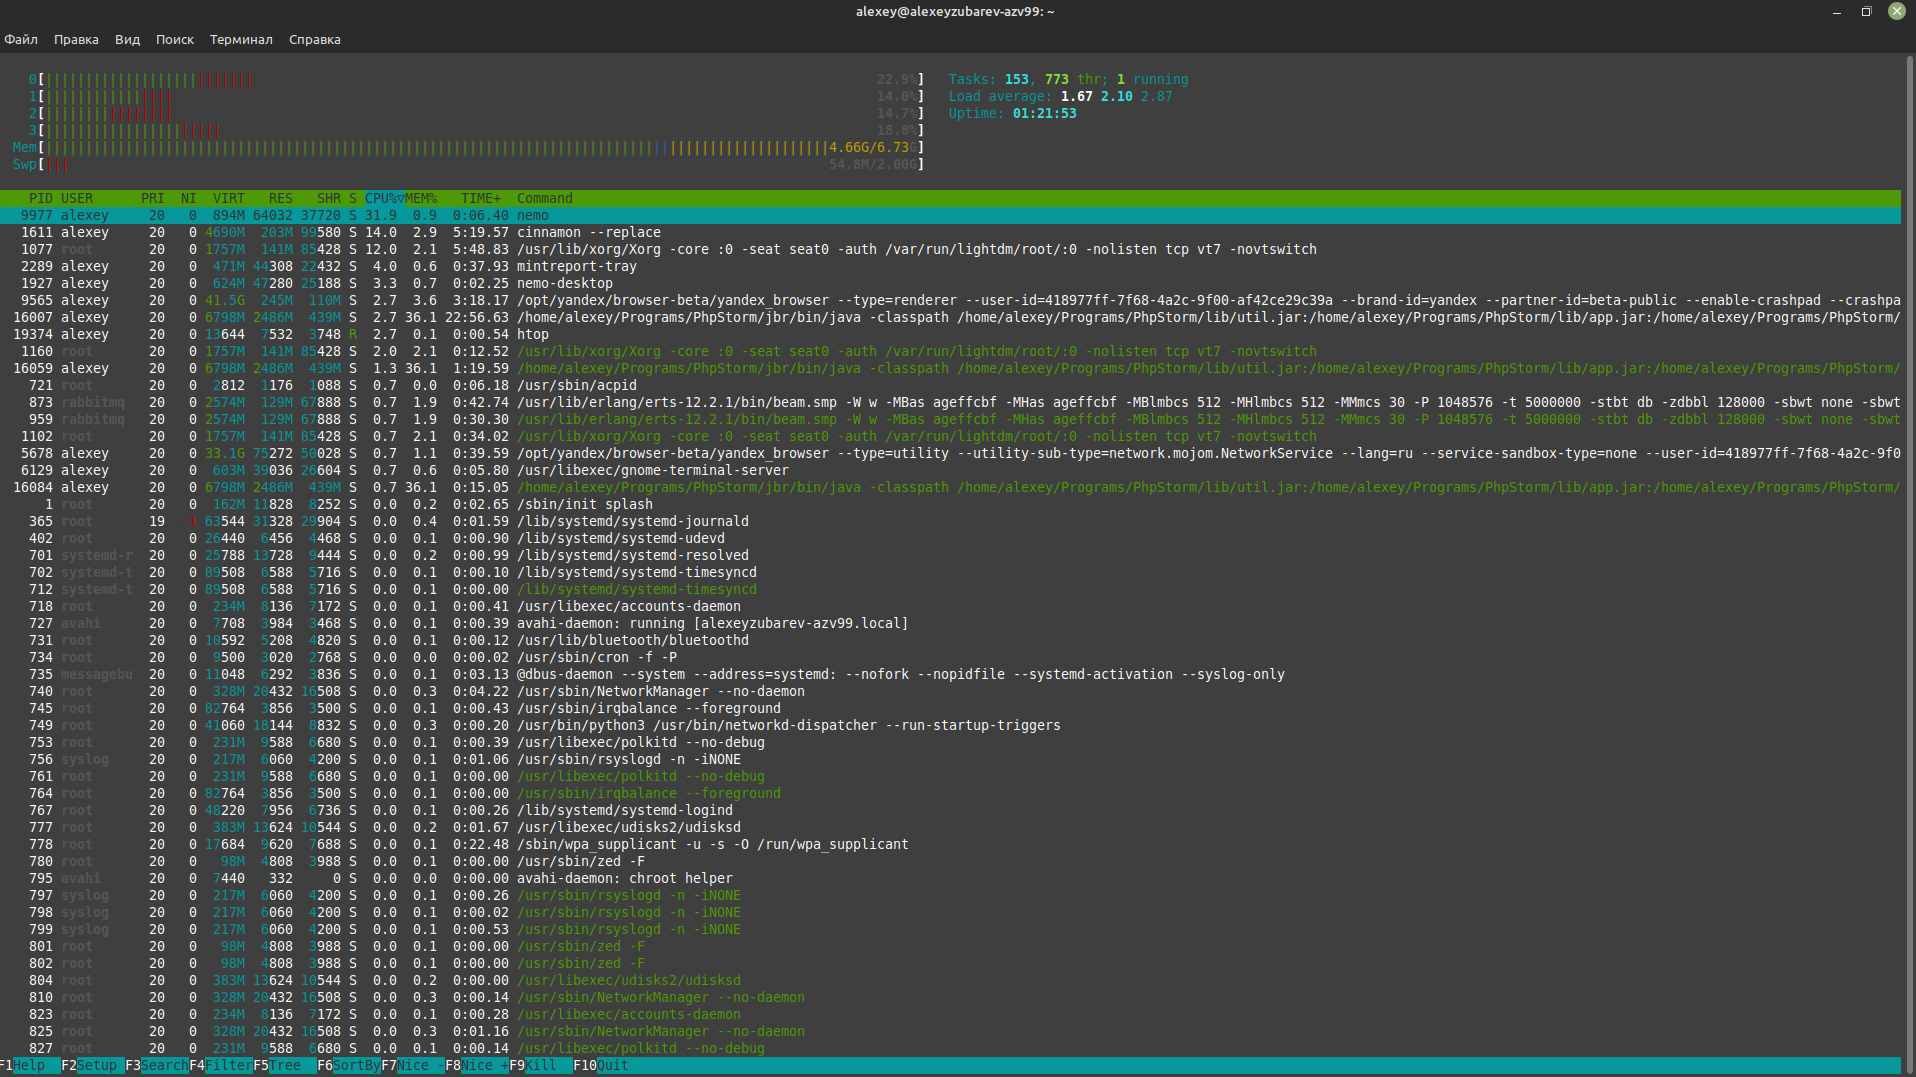 alexey@alexeyzubarev-azv99: ~
Файл Правка Вид Поиск Терминал Справка
0[ 22.9%] Tasks: 153, 773 thr; 1 running
1[ 14.0%] Load average: 1.67 2.10 2.87
2[ 14.7%] Uptime: 01:21:53
3[ 18.8%]
Mem[ 4.66G/6.73G]
Swp[ 54.8M/2.00G]
PID USER PRI NI VIRT RES SHR S CPU%▽MEM% TIME+ Command
9977 alexey 20 0 894M 64032 37720 S 31.9 0.9 0:06.40 nemo
1611 alexey 20 0 4690M 203M 99580 S 14.0 2.9 5:19.57 cinnamon --replace
1077 root 20 0 1757M 141M 85428 S 12.0 2.1 5:48.83 /usr/lib/xorg/Xorg -core :0 -seat seat0 -auth /var/run/lightdm/root/:0 -nolisten tcp vt7 -novtswitch
2289 alexey 20 0 471M 44308 22432 S 4.0 0.6 0:37.93 mintreport-tray
1927 alexey 20 0 624M 47280 25188 S 3.3 0.7 0:02.25 nemo-desktop
9565 alexey 20 0 41.5G 245M 110M S 2.7 3.6 3:18.17 /opt/yandex/browser-beta/yandex_browser --type=renderer --user-id=418977ff-7f68-4a2c-9f00-af42ce29c39a --brand-id=yandex --partner-id=beta-public --enable-crashpad --crashpa
16007 alexey 20 0 6798M 2486M 439M S 2.7 36.1 22:56.63 /home/alexey/Programs/PhpStorm/jbr/bin/java -classpath /home/alexey/Programs/PhpStorm/lib/util.jar:/home/alexey/Programs/PhpStorm/lib/app.jar:/home/alexey/Programs/PhpStorm/
19374 alexey 20 0 13644 7532 3748 R 2.7 0.1 0:00.54 htop
1160 root 20 0 1757M 141M 85428 S 2.0 2.1 0:12.52 /usr/lib/xorg/Xorg -core :0 -seat seat0 -auth /var/run/lightdm/root/:0 -nolisten tcp vt7 -novtswitch
16059 alexey 20 0 6798M 2486M 439M S 1.3 36.1 1:19.59 /home/alexey/Programs/PhpStorm/jbr/bin/java -classpath /home/alexey/Programs/PhpStorm/lib/util.jar:/home/alexey/Programs/PhpStorm/lib/app.jar:/home/alexey/Programs/PhpStorm/
721 root 20 0 2812 1176 1088 S 0.7 0.0 0:06.18 /usr/sbin/acpid
873 rabbitmq 20 0 2574M 129M 67888 S 0.7 1.9 0:42.74 /usr/lib/erlang/erts-12.2.1/bin/beam.smp -W w -MBas ageffcbf -MHas ageffcbf -MBlmbcs 512 -MHlmbcs 512 -MMmcs 30 -P 1048576 -t 5000000 -stbt db -zdbbl 128000 -sbwt none -sbwt
959 rabbitmq 20 0 2574M 129M 67888 S 0.7 1.9 0:30.30 /usr/lib/erlang/erts-12.2.1/bin/beam.smp -W w -MBas ageffcbf -MHas ageffcbf -MBlmbcs 512 -MHlmbcs 512 -MMmcs 30 -P 1048576 -t 5000000 -stbt db -zdbbl 128000 -sbwt none -sbwt
1102 root 20 0 1757M 141M 85428 S 0.7 2.1 0:34.02 /usr/lib/xorg/Xorg -core :0 -seat seat0 -auth /var/run/lightdm/root/:0 -nolisten tcp vt7 -novtswitch
5678 alexey 20 0 33.1G 75272 50028 S 0.7 1.1 0:39.59 /opt/yandex/browser-beta/yandex_browser --type=utility --utility-sub-type=network.mojom.NetworkService --lang=ru --service-sandbox-type=none --user-id=418977ff-7f68-4a2c-9f0
6129 alexey 20 0 603M 39036 26604 S 0.7 0.6 0:05.80 /usr/libexec/gnome-terminal-server
16084 alexey 20 0 6798M 2486M 439M S 0.7 36.1 0:15.05 /home/alexey/Programs/PhpStorm/jbr/bin/java -classpath /home/alexey/Programs/PhpStorm/lib/util.jar:/home/alexey/Programs/PhpStorm/lib/app.jar:/home/alexey/Programs/PhpStorm/
1 root 20 0 162M 11828 8252 S 0.0 0.2 0:02.65 /sbin/init splash
365 root 19 63544 31328 29904 S 0.0 0.4 0:01.59 /lib/systemd/systemd-journald
402 root 20 0 26440 6456 4468 S 0.0 0.1 0:00.90 /lib/systemd/systemd-udevd
701 systemd-r 20 0 25788 13728 9444 S 0.0 0.2 0:00.99 /lib/systemd/systemd-resolved
702 systemd-t 20 0 89508 6588 5716 S 0.0 0.1 0:00.10 /lib/systemd/systemd-timesyncd
712 systemd-t 20 0 89508 6588 5716 S 0.0 0.1 0:00.00 /lib/systemd/systemd-timesyncd
718 root 20 0 234M 8136 7172 S 0.0 0.1 0:00.41 /usr/libexec/accounts-daemon
727 avahi 20 0 7708 3984 3468 S 0.0 0.1 0:00.39 avahi-daemon: running [alexeyzubarev-azv99.local]
731 root 20 0 10592 5208 4820 S 0.0 0.1 0:00.12 /usr/lib/bluetooth/bluetoothd
734 root 20 0 9500 3020 2768 S 0.0 0.0 0:00.02 /usr/sbin/cron -f -P
735 messagebu 20 0 11048 6292 3836 S 0.0 0.1 0:03.13 @dbus-daemon --system --address=systemd: --nofork --nopidfile --systemd-activation --syslog-only
740 root 20 0 328M 20432 16508 S 0.0 0.3 0:04.22 /usr/sbin/NetworkManager --no-daemon
745 root 20 0 82764 3856 3500 S 0.0 0.1 0:00.43 /usr/sbin/irqbalance --foreground
749 root 20 0 41060 18144 8832 S 0.0 0.3 0:00.20 /usr/bin/python3 /usr/bin/networkd-dispatcher --run-startup-triggers
753 root 20 0 231M 9588 6680 S 0.0 0.1 0:00.39 /usr/libexec/polkitd --no-debug
756 syslog 20 0 217M 6060 4200 S 0.0 0.1 0:01.06 /usr/sbin/rsyslogd -n -iNONE
761 root 20 0 231M 9588 6680 S 0.0 0.1 0:00.00 /usr/libexec/polkitd --no-debug
764 root 20 0 82764 3856 3500 S 0.0 0.1 0:00.00 /usr/sbin/irqbalance --foreground
767 root 20 0 48220 7956 6736 S 0.0 0.1 0:00.26 /lib/systemd/systemd-logind
777 root 20 0 383M 13624 10544 S 0.0 0.2 0:01.67 /usr/libexec/udisks2/udisksd
778 root 20 0 17684 9620 7688 S 0.0 0.1 0:22.48 /sbin/wpa_supplicant -u -s -O /run/wpa_supplicant
780 root 20 0 98M 4808 3988 S 0.0 0.1 0:00.00 /usr/sbin/zed -F
795 avahi 20 0 7440 332 0 S 0.0 0.0 0:00.00 avahi-daemon: chroot helper
797 syslog 20 0 217M 6060 4200 S 0.0 0.1 0:00.26 /usr/sbin/rsyslogd -n -iNONE
798 syslog 20 0 217M 6060 4200 S 0.0 0.1 0:00.02 /usr/sbin/rsyslogd -n -iNONE
799 syslog 20 0 217M 6060 4200 S 0.0 0.1 0:00.53 /usr/sbin/rsyslogd -n -iNONE
801 root 20 0 98M 4808 3988 S 0.0 0.1 0:00.00 /usr/sbin/zed -F
802 root 20 0 98M 4808 3988 S 0.0 0.1 0:00.00 /usr/sbin/zed -F
804 root 20 0 383M 13624 10544 S 0.0 0.2 0:00.00 /usr/libexec/udisks2/udisksd
810 root 20 0 328M 20432 16508 S 0.0 0.3 0:00.14 /usr/sbin/NetworkManager --no-daemon
823 root 20 0 234M 8136 7172 S 0.0 0.1 0:00.28 /usr/libexec/accounts-daemon
825 root 20 0 328M 20432 16508 S 0.0 0.3 0:01.16 /usr/sbin/NetworkManager --no-daemon
827 root 20 0 231M 9588 6680 S 0.0 0.1 0:00.14 /usr/libexec/polkitd --no-debug
F1Help F2Setup F3SearchF4FilterF5Tree F6SortByF7Nice -F8Nice +F9Kill F10Quit